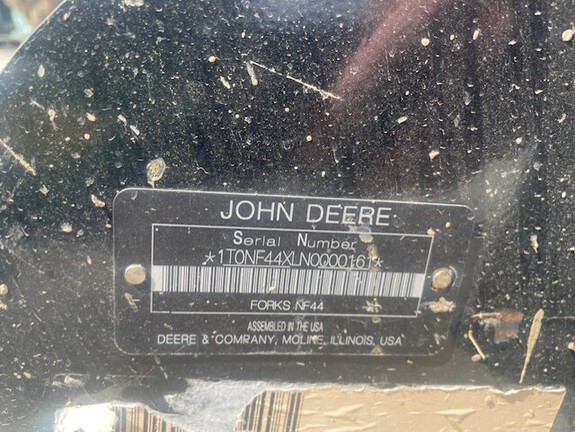 JOHN DEERE
Serial Number
*1T0NF44XLN0000161*
FORKS NF44
ASSEMBLED IN THE USA
DEERE & COMPANY, MOLINE, ILLINOIS, USA